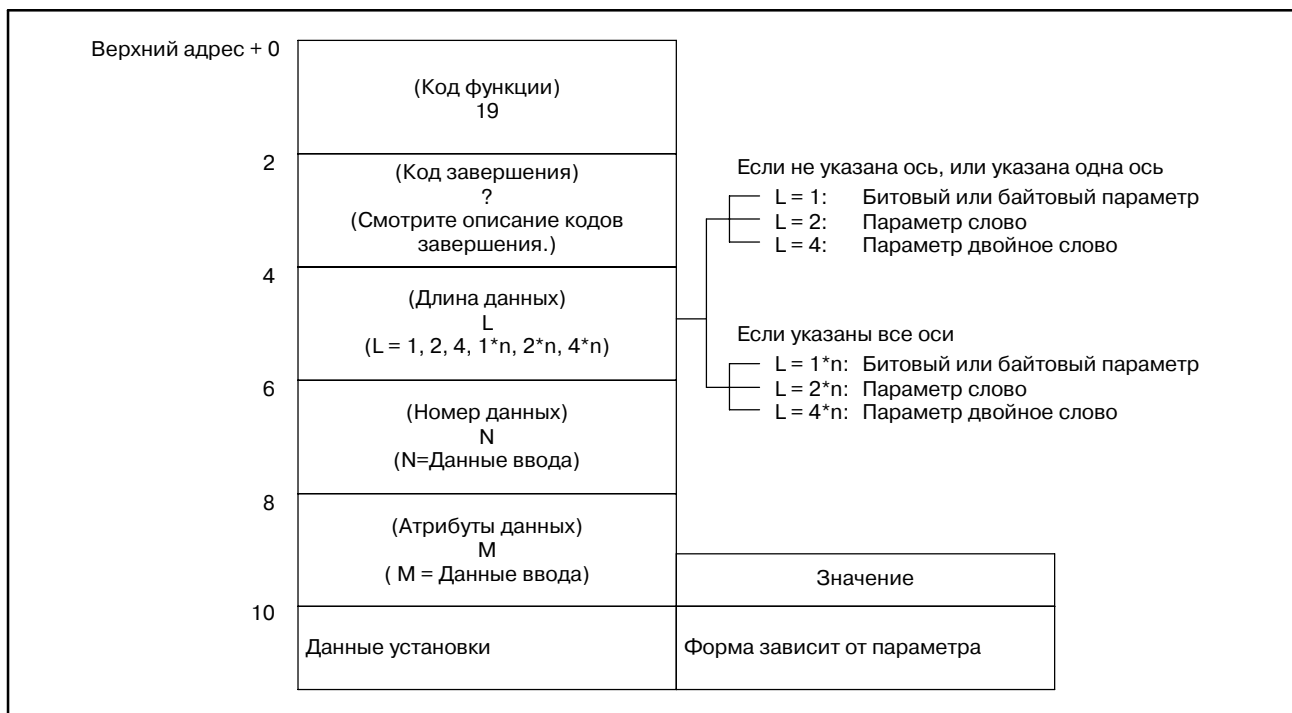 Верхний адрес + 0
(Код функции)
19
2
(Код завершения)
?
(Смотрите описание кодов
завершения.)
4
(Длина данных)
L
(L = 1, 2, 4, 1*n, 2*n, 4*n)
Если не указана ось, или указана одна ось
L = 1: Битовый или байтовый параметр
L = 2: Параметр слово
L = 4: Параметр двойное слово
Если указаны все оси
L = 1*n: Битовый или байтовый параметр
L = 2*n: Параметр слово
L = 4*n: Параметр двойное слово
6
(Номер данных)
N
(N=Данные ввода)
8
(Атрибуты данных)
M
( M = Данные ввода)
Значение
10
Данные установки
Форма зависит от параметра